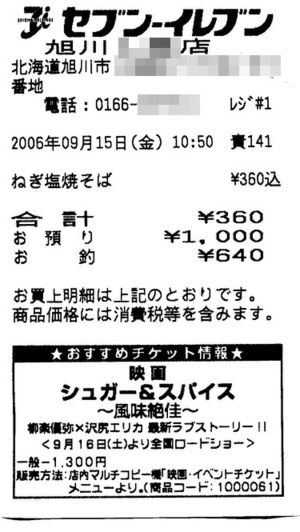 セブン-イレブン
旭川 店
北海道旭川市
番地
電話：0166- ﾚｼﾞ#1
2006年09月15日(金) 10:50 責141
ねぎ塩焼そば ¥360込
合 計 ¥360
お 預 り ¥1,000
お 釣 ¥640
お買上明細は上記のとおりです。
商品価格には消費税等を含みます。
★おすすめチケット情報★
映 画
シュガー&スパイス
～風味絶佳～
柳楽優弥×沢尻エリカ 最新ラブストーリー!!
<９月１６日(土)より全国ロードショー>
一般-1,300円
販売方法:店内マルチコピー機「映画・イベントチケット」
メニューより。(商品コード:1000061)